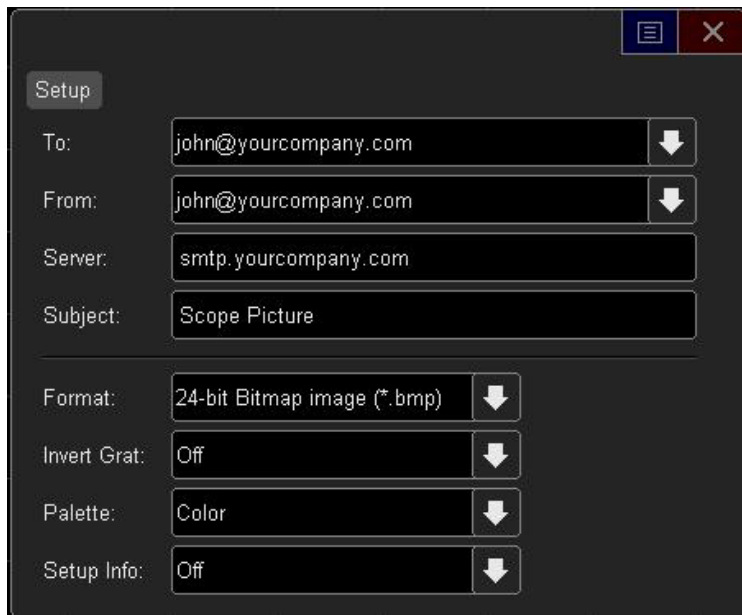 Setup
To: john@yourcompany.com
From: john@yourcompany.com
Server: smtp.yourcompany.com
Subject: Scope Picture
Format: 24-bit Bitmap image (*.bmp)
Invert Grat: Off
Palette: Color
Setup Info: Off